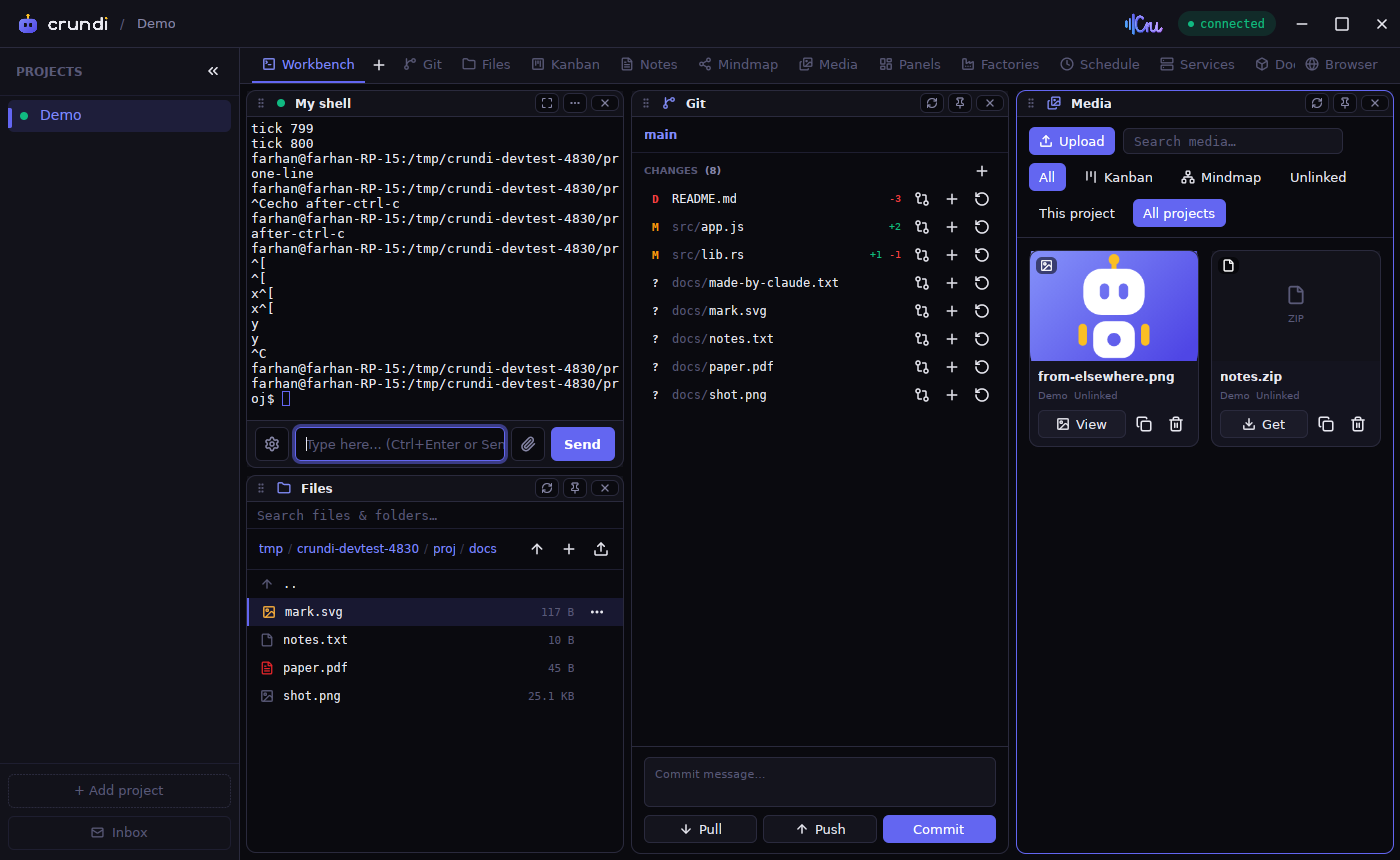 crundi / Demo
Cru
connected
PROJECTS
Demo
+ Add project
Inbox
Workbench
Git
Files
Kanban
Notes
Mindmap
Media
Panels
Factories
Schedule
Services
Doc
Browser
My shell
tick 799
tick 800
farhan@farhan-RP-15:/tmp/crundi-devtest-4830/pr
one-line
farhan@farhan-RP-15:/tmp/crundi-devtest-4830/pr
^Cecho after-ctrl-c
farhan@farhan-RP-15:/tmp/crundi-devtest-4830/pr
after-ctrl-c
farhan@farhan-RP-15:/tmp/crundi-devtest-4830/pr
^[
^[
x^[
x^[
y
y
^C
farhan@farhan-RP-15:/tmp/crundi-devtest-4830/pr
farhan@farhan-RP-15:/tmp/crundi-devtest-4830/pr
oj$
Type here... (Ctrl+Enter or Sen
Send
Files
Search files & folders…
tmp / crundi-devtest-4830 / proj / docs
..
mark.svg 117 B
notes.txt 10 B
paper.pdf 45 B
shot.png 25.1 KB
Git
main
CHANGES (8)
D README.md -3
M src/app.js +2
M src/lib.rs +1 -1
? docs/made-by-claude.txt
? docs/mark.svg
? docs/notes.txt
? docs/paper.pdf
? docs/shot.png
Commit message...
Pull
Push
Commit
Media
Upload
Search media…
All
Kanban
Mindmap
Unlinked
This project
All projects
from-elsewhere.png
Demo Unlinked
View
ZIP
notes.zip
Demo Unlinked
Get